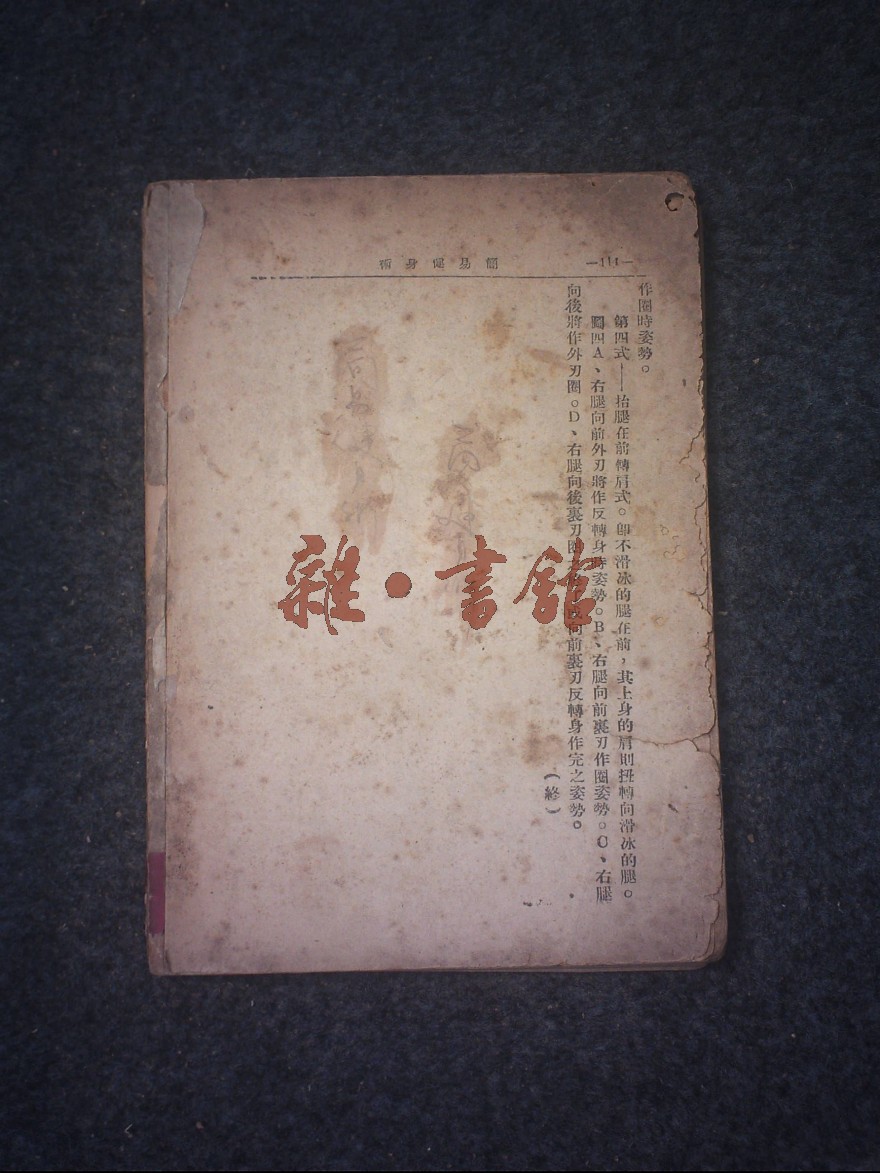 簡易健身術
—111—
作圈時姿勢。
第四式——抬腿在前轉肩式。卽不滑冰的腿在前，其上身的肩則扭轉向滑冰的腿。
圖四A、右腿向前外刃將作反轉身時姿勢。B、右腿向前裏刃作圈姿勢。C、右腿
向後將作外刃圈。D、右腿向後裏刃圈向前裏刃反轉身作完之姿勢。
（終）
雜·書館